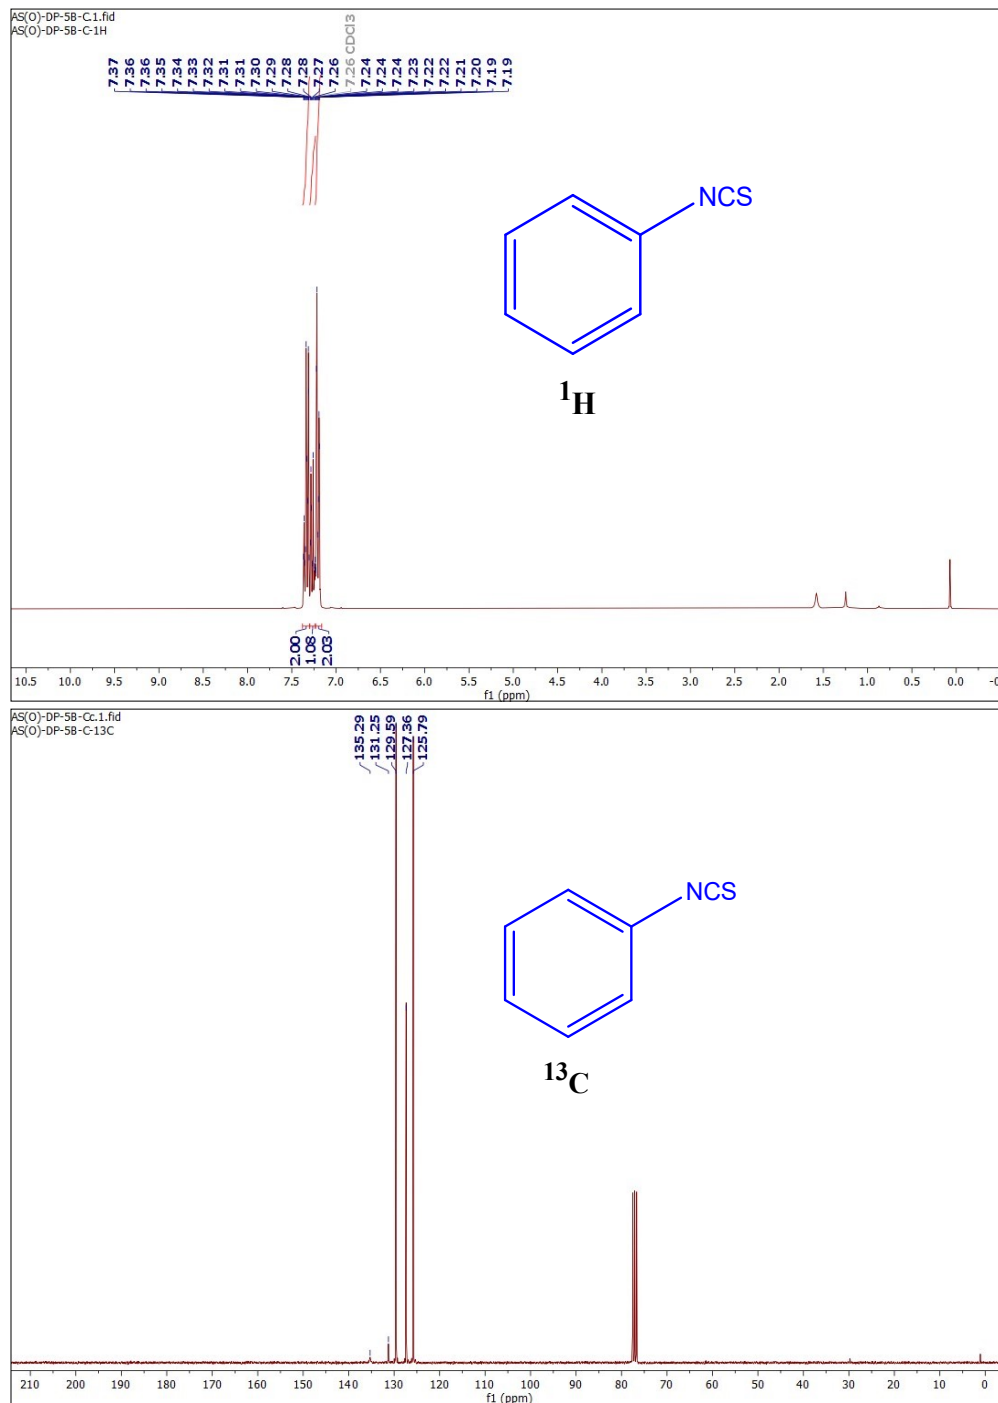 AS(O)-DP-5B-C.1.fid
AS(O)-DP-5B-C-1H
7.37
7.36
7.36
7.35
7.34
7.33
7.32
7.31
7.31
7.30
7.29
7.28
7.28
7.27
7.26
7.26 CDCl3
7.24
7.24
7.24
7.23
7.22
7.22
7.21
7.20
7.19
7.19
NCS
¹H
2.00
1.08
2.03
10.5 10.0 9.5 9.0 8.5 8.0 7.5 7.0 6.5 6.0 5.5 5.0 4.5 4.0 3.5 3.0 2.5 2.0 1.5 1.0 0.5 0.0 -0
f1 (ppm)
AS(O)-DP-5B-Cc.1.fid
AS(O)-DP-5B-C-13C
135.29
131.25
129.59
127.36
125.79
NCS
¹³C
210 200 190 180 170 160 150 140 130 120 110 100 90 80 70 60 50 40 30 20 10 0
f1 (ppm)